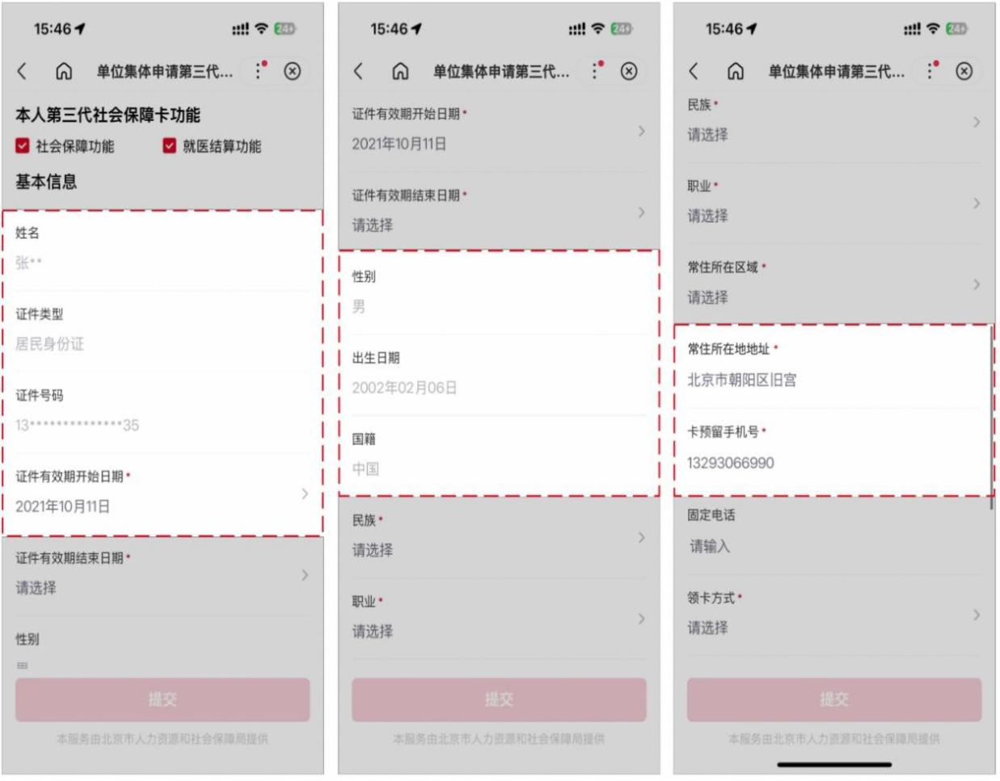 15:46
24
单位集体申请第三代...
本人第三代社会保障卡功能
社会保障功能
就医结算功能
基本信息
姓名
张**
证件类型
居民身份证
证件号码
13**************35
证件有效期开始日期*
2021年10月11日
证件有效期结束日期*
请选择
性别
提交
本服务由北京市人力资源和社会保障局提供
15:46
24
单位集体申请第三代...
证件有效期开始日期*
2021年10月11日
证件有效期结束日期*
请选择
性别
男
出生日期
2002年02月06日
国籍
中国
民族*
请选择
职业*
请选择
提交
本服务由北京市人力资源和社会保障局提供
15:46
24
单位集体申请第三代...
民族*
请选择
职业*
请选择
常住所在区域*
请选择
常住所在地地址*
北京市朝阳区旧宫
卡预留手机号*
13293066990
固定电话
请输入
领卡方式*
请选择
提交
本服务由北京市人力资源和社会保障局提供